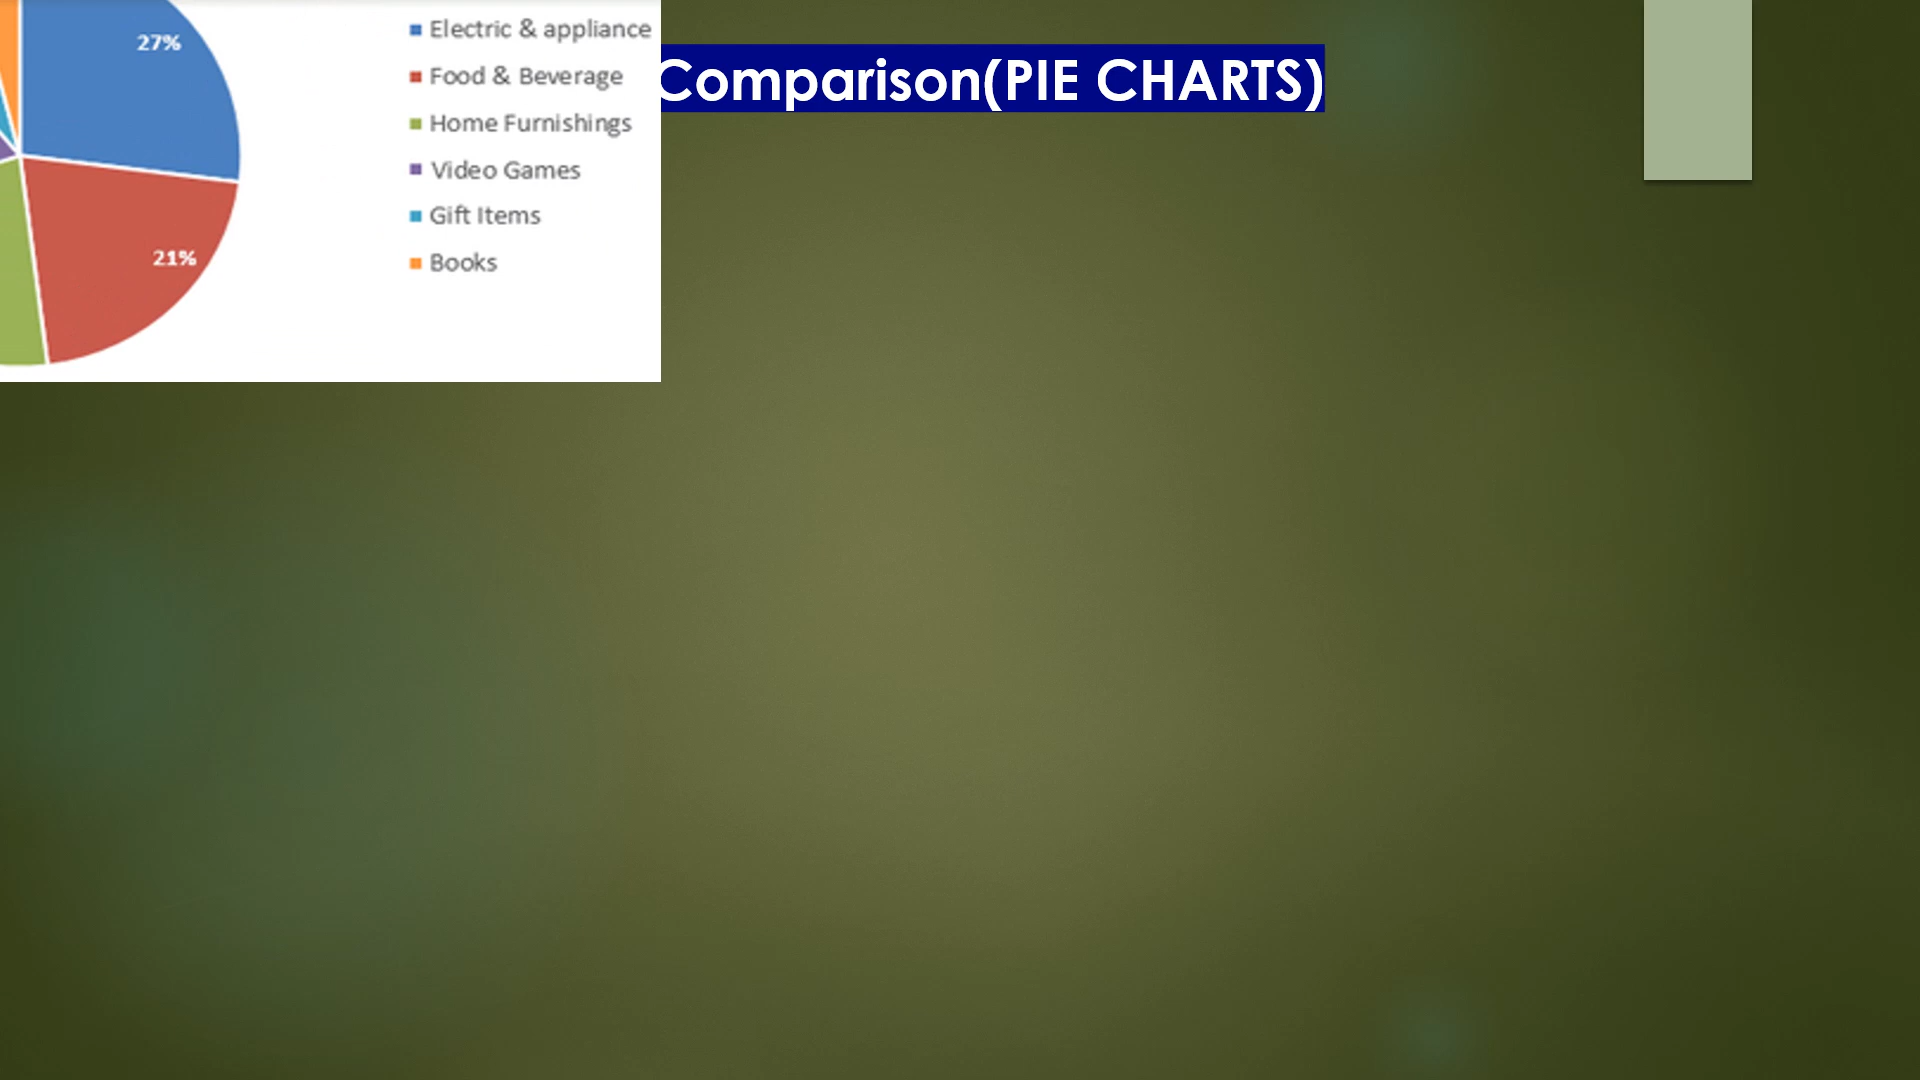 27%
21%
Electric & appliance
Food & Beverage
Home Furnishings
Video Games
Gift Items
Books
Comparison(PIE CHARTS)